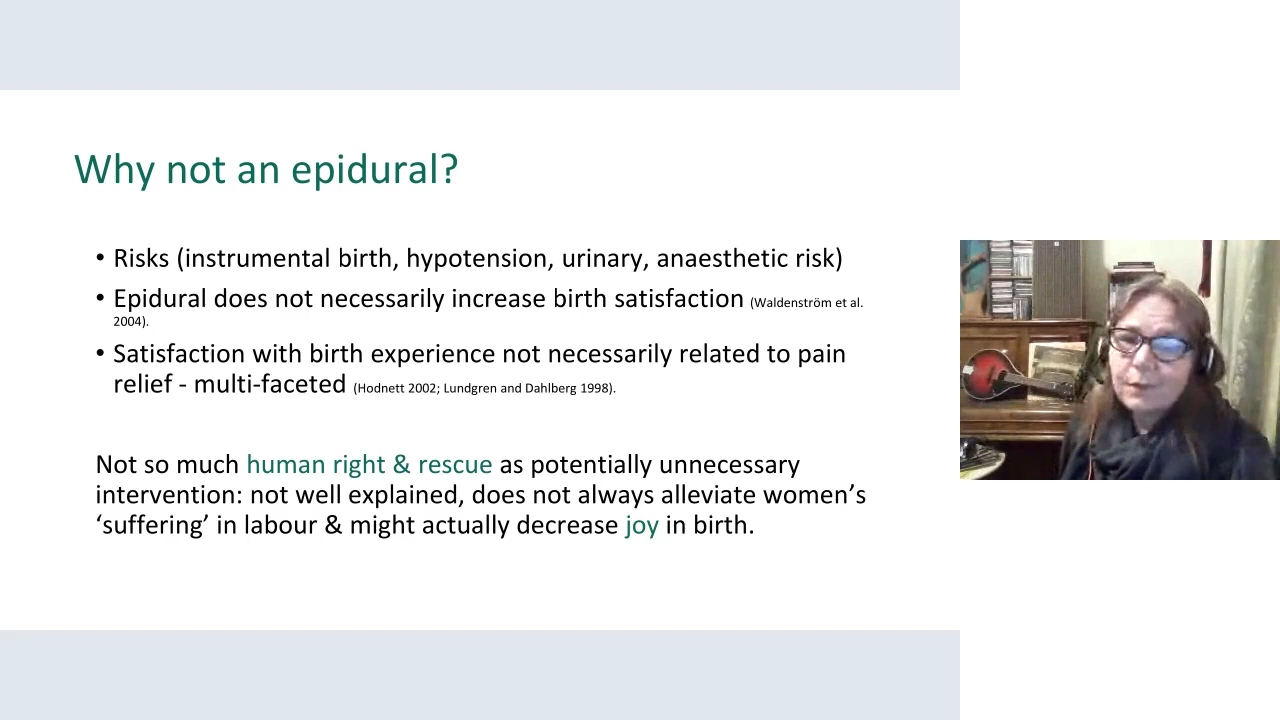 Why not an epidural?
• Risks (instrumental birth, hypotension, urinary, anaesthetic risk)
• Epidural does not necessarily increase birth satisfaction (Waldenström et al.
2004).
• Satisfaction with birth experience not necessarily related to pain
relief - multi-faceted (Hodnett 2002; Lundgren and Dahlberg 1998).
Not so much human right & rescue as potentially unnecessary
intervention: not well explained, does not always alleviate women’s
‘suffering’ in labour & might actually decrease joy in birth.